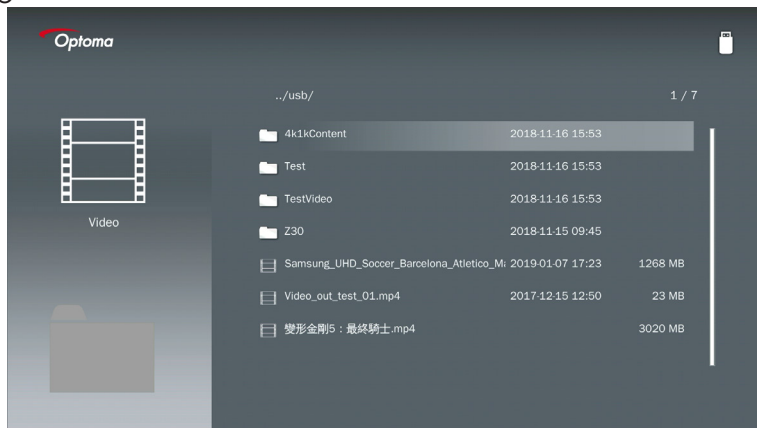 Optoma
../usb/ 1 / 7
4k1kContent 2018-11-16 15:53
Test 2018-11-16 15:53
TestVideo 2018-11-16 15:53
Video
Z30 2018-11-15 09:45
Samsung_UHD_Soccer_Barcelona_Atletico_Ma 2019-01-07 17:23 1268 MB
Video_out_test_01.mp4 2017-12-15 12:50 23 MB
變形金剛5：最終騎士.mp4 3020 MB